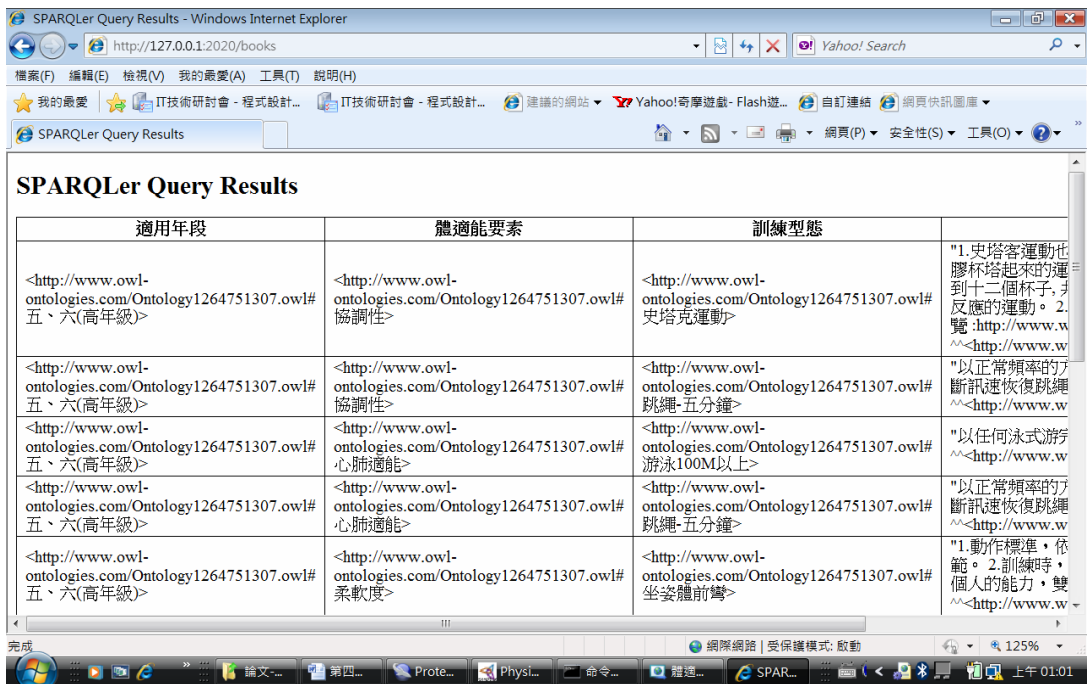 SPARQLer Query Results - Windows Internet Explorer
http://127.0.0.1:2020/books
Yahoo! Search
檔案(F) 編輯(E) 檢視(V) 我的最愛(A) 工具(T) 說明(H)
我的最愛 IT技術研討會 - 程式設計... IT技術研討會 - 程式設計... 建議的網站 Yahoo!奇摩遊戲- Flash遊... 自訂連結 網頁快訊圖庫
SPARQLer Query Results 網頁(P) 安全性(S) 工具(O)
SPARQLer Query Results
適用年段 體適能要素 訓練型態
<http://www.owl-
ontologies.com/Ontology1264751307.owl#
五、六(高年級)>
<http://www.owl-
ontologies.com/Ontology1264751307.owl#
協調性>
<http://www.owl-
ontologies.com/Ontology1264751307.owl#
史塔克運動>
"1.史塔客運動也
膠杯塔起來的運
到十二個杯子,
反應的運動。 2.
覽 :http://www.w
^^<http://www.w
<http://www.owl-
ontologies.com/Ontology1264751307.owl#
五、六(高年級)>
<http://www.owl-
ontologies.com/Ontology1264751307.owl#
協調性>
<http://www.owl-
ontologies.com/Ontology1264751307.owl#
跳繩-五分鐘>
"以正常頻率的方
斷訊速恢復跳繩
^^<http://www.w
<http://www.owl-
ontologies.com/Ontology1264751307.owl#
五、六(高年級)>
<http://www.owl-
ontologies.com/Ontology1264751307.owl#
心肺適能>
<http://www.owl-
ontologies.com/Ontology1264751307.owl#
游泳100M以上>
"以任何泳式游完
^^<http://www.w
<http://www.owl-
ontologies.com/Ontology1264751307.owl#
五、六(高年級)>
<http://www.owl-
ontologies.com/Ontology1264751307.owl#
心肺適能>
<http://www.owl-
ontologies.com/Ontology1264751307.owl#
跳繩-五分鐘>
"以正常頻率的方
斷訊速恢復跳繩
^^<http://www.w
<http://www.owl-
ontologies.com/Ontology1264751307.owl#
五、六(高年級)>
<http://www.owl-
ontologies.com/Ontology1264751307.owl#
柔軟度>
<http://www.owl-
ontologies.com/Ontology1264751307.owl#
坐姿體前彎>
"1.動作標準，依
範。 2.訓練時，
個人的能力，雙
^^<http://www.w
完成 網際網路 | 受保護模式: 啟動 125%
論文-... 第四... Prote... Physi... 命令... 體適... SPAR... 上午 01:01